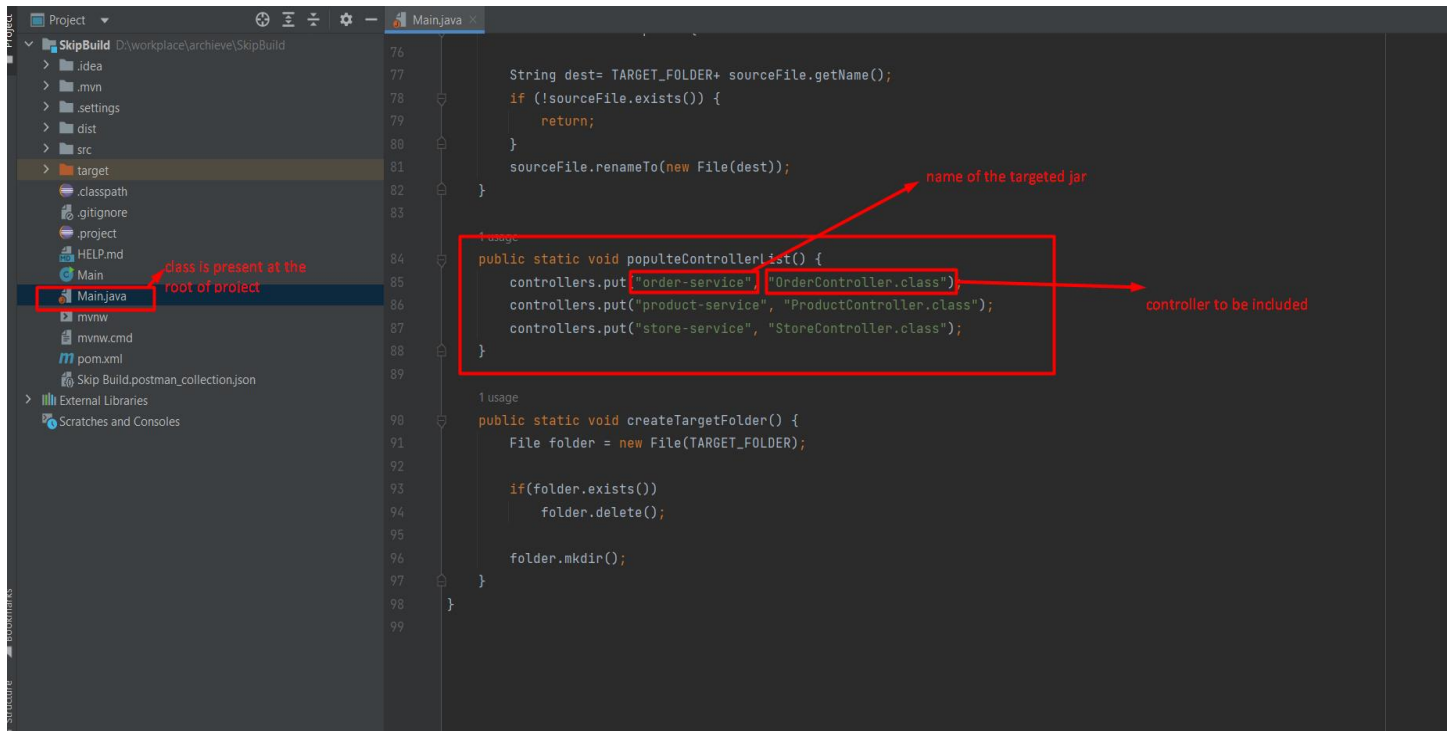 Project
Main.java
Project
SkipBuild D:\workplace\archieve\SkipBuild
.idea
.mvn
.settings
dist
src
target
.classpath
.gitignore
.project
HELP.md
Main
Main.java
mvnw
mvnw.cmd
pom.xml
Skip Build.postman_collection.json
External Libraries
Scratches and Consoles
class is present at the
root of project
76
77 String dest= TARGET_FOLDER+ sourceFile.getName();
78 if (!sourceFile.exists()) {
79 return;
80 }
81 sourceFile.renameTo(new File(dest));
82 }
83
name of the targeted jar
1 usage
84 public static void populteControllerList() {
85 controllers.put("order-service", "OrderController.class");
86 controllers.put("product-service", "ProductController.class");
87 controllers.put("store-service", "StoreController.class");
88 }
89
controller to be included
1 usage
90 public static void createTargetFolder() {
91 File folder = new File(TARGET_FOLDER);
92
93 if(folder.exists())
94 folder.delete();
95
96 folder.mkdir();
97 }
98 }
99
Bookmarks
Structure